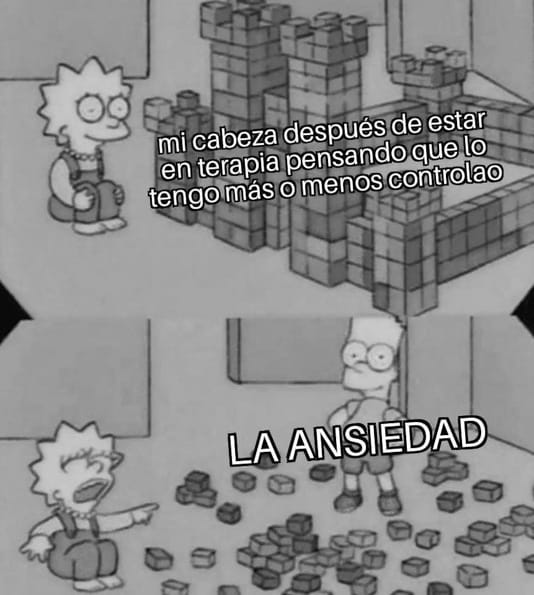 mi cabeza después de estar
en terapia pensando que lo
tengo más o menos controlao
LA ANSIEDAD